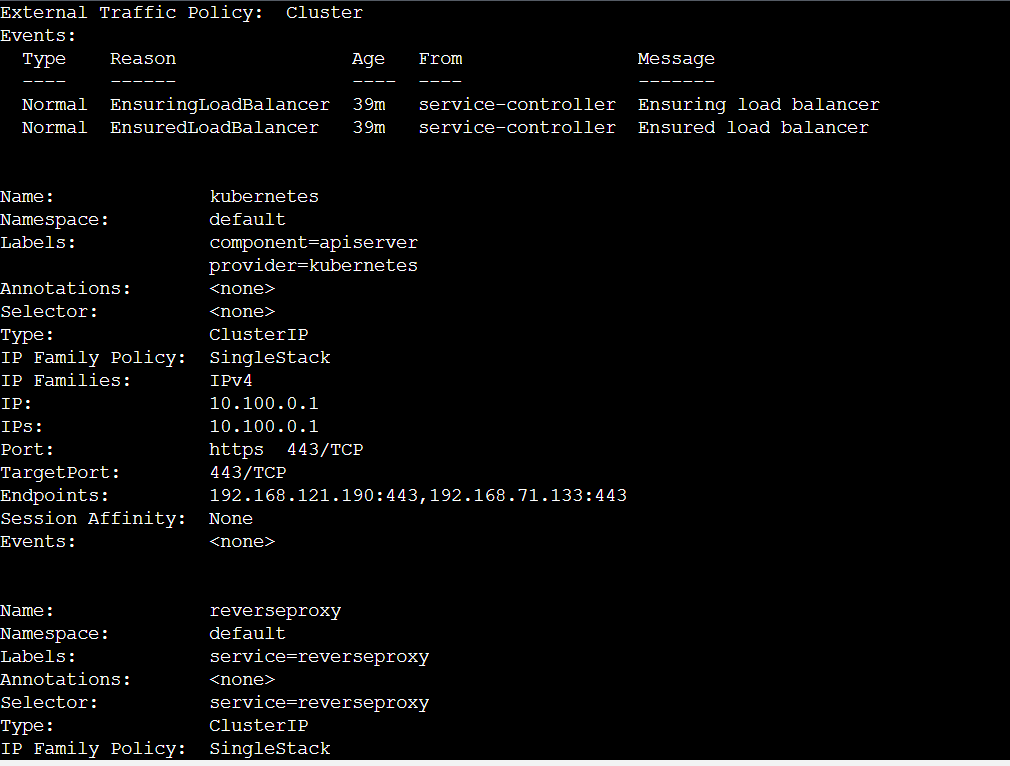 External Traffic Policy:  Cluster
Events:
  Type    Reason                Age   From                Message
  ----    ------                ----  ----                -------
  Normal  EnsuringLoadBalancer  39m   service-controller  Ensuring load balancer
  Normal  EnsuredLoadBalancer   39m   service-controller  Ensured load balancer
Name:              kubernetes
Namespace:         default
Labels:            component=apiserver
                   provider=kubernetes
Annotations:       <none>
Selector:          <none>
Type:              ClusterIP
IP Family Policy:  SingleStack
IP Families:       IPv4
IP:                10.100.0.1
IPs:               10.100.0.1
Port:              https  443/TCP
TargetPort:        443/TCP
Endpoints:         192.168.121.190:443,192.168.71.133:443
Session Affinity:  None
Events:            <none>
Name:              reverseproxy
Namespace:         default
Labels:            service=reverseproxy
Annotations:       <none>
Selector:          service=reverseproxy
Type:              ClusterIP
IP Family Policy:  SingleStack